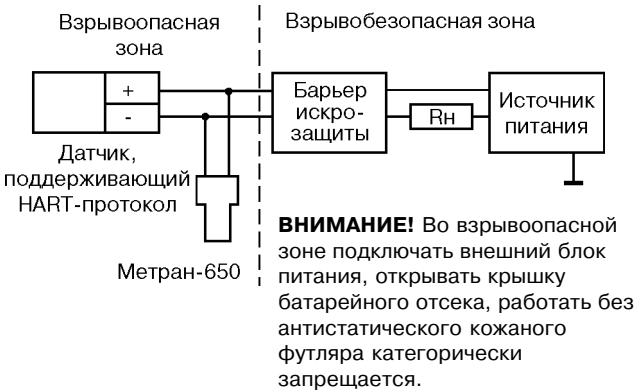 Взрывоопасная
зона
Взрывобезопасная зона
+
-
Датчик,
поддерживающий
HART-протокол
Метран-650
Барьер
искро-
защиты
Rн
Источник
питания
ВНИМАНИЕ! Во взрывоопасной
зоне подключать внешний блок
питания, открывать крышку
батарейного отсека, работать без
антистатического кожаного
футляра категорически
запрещается.